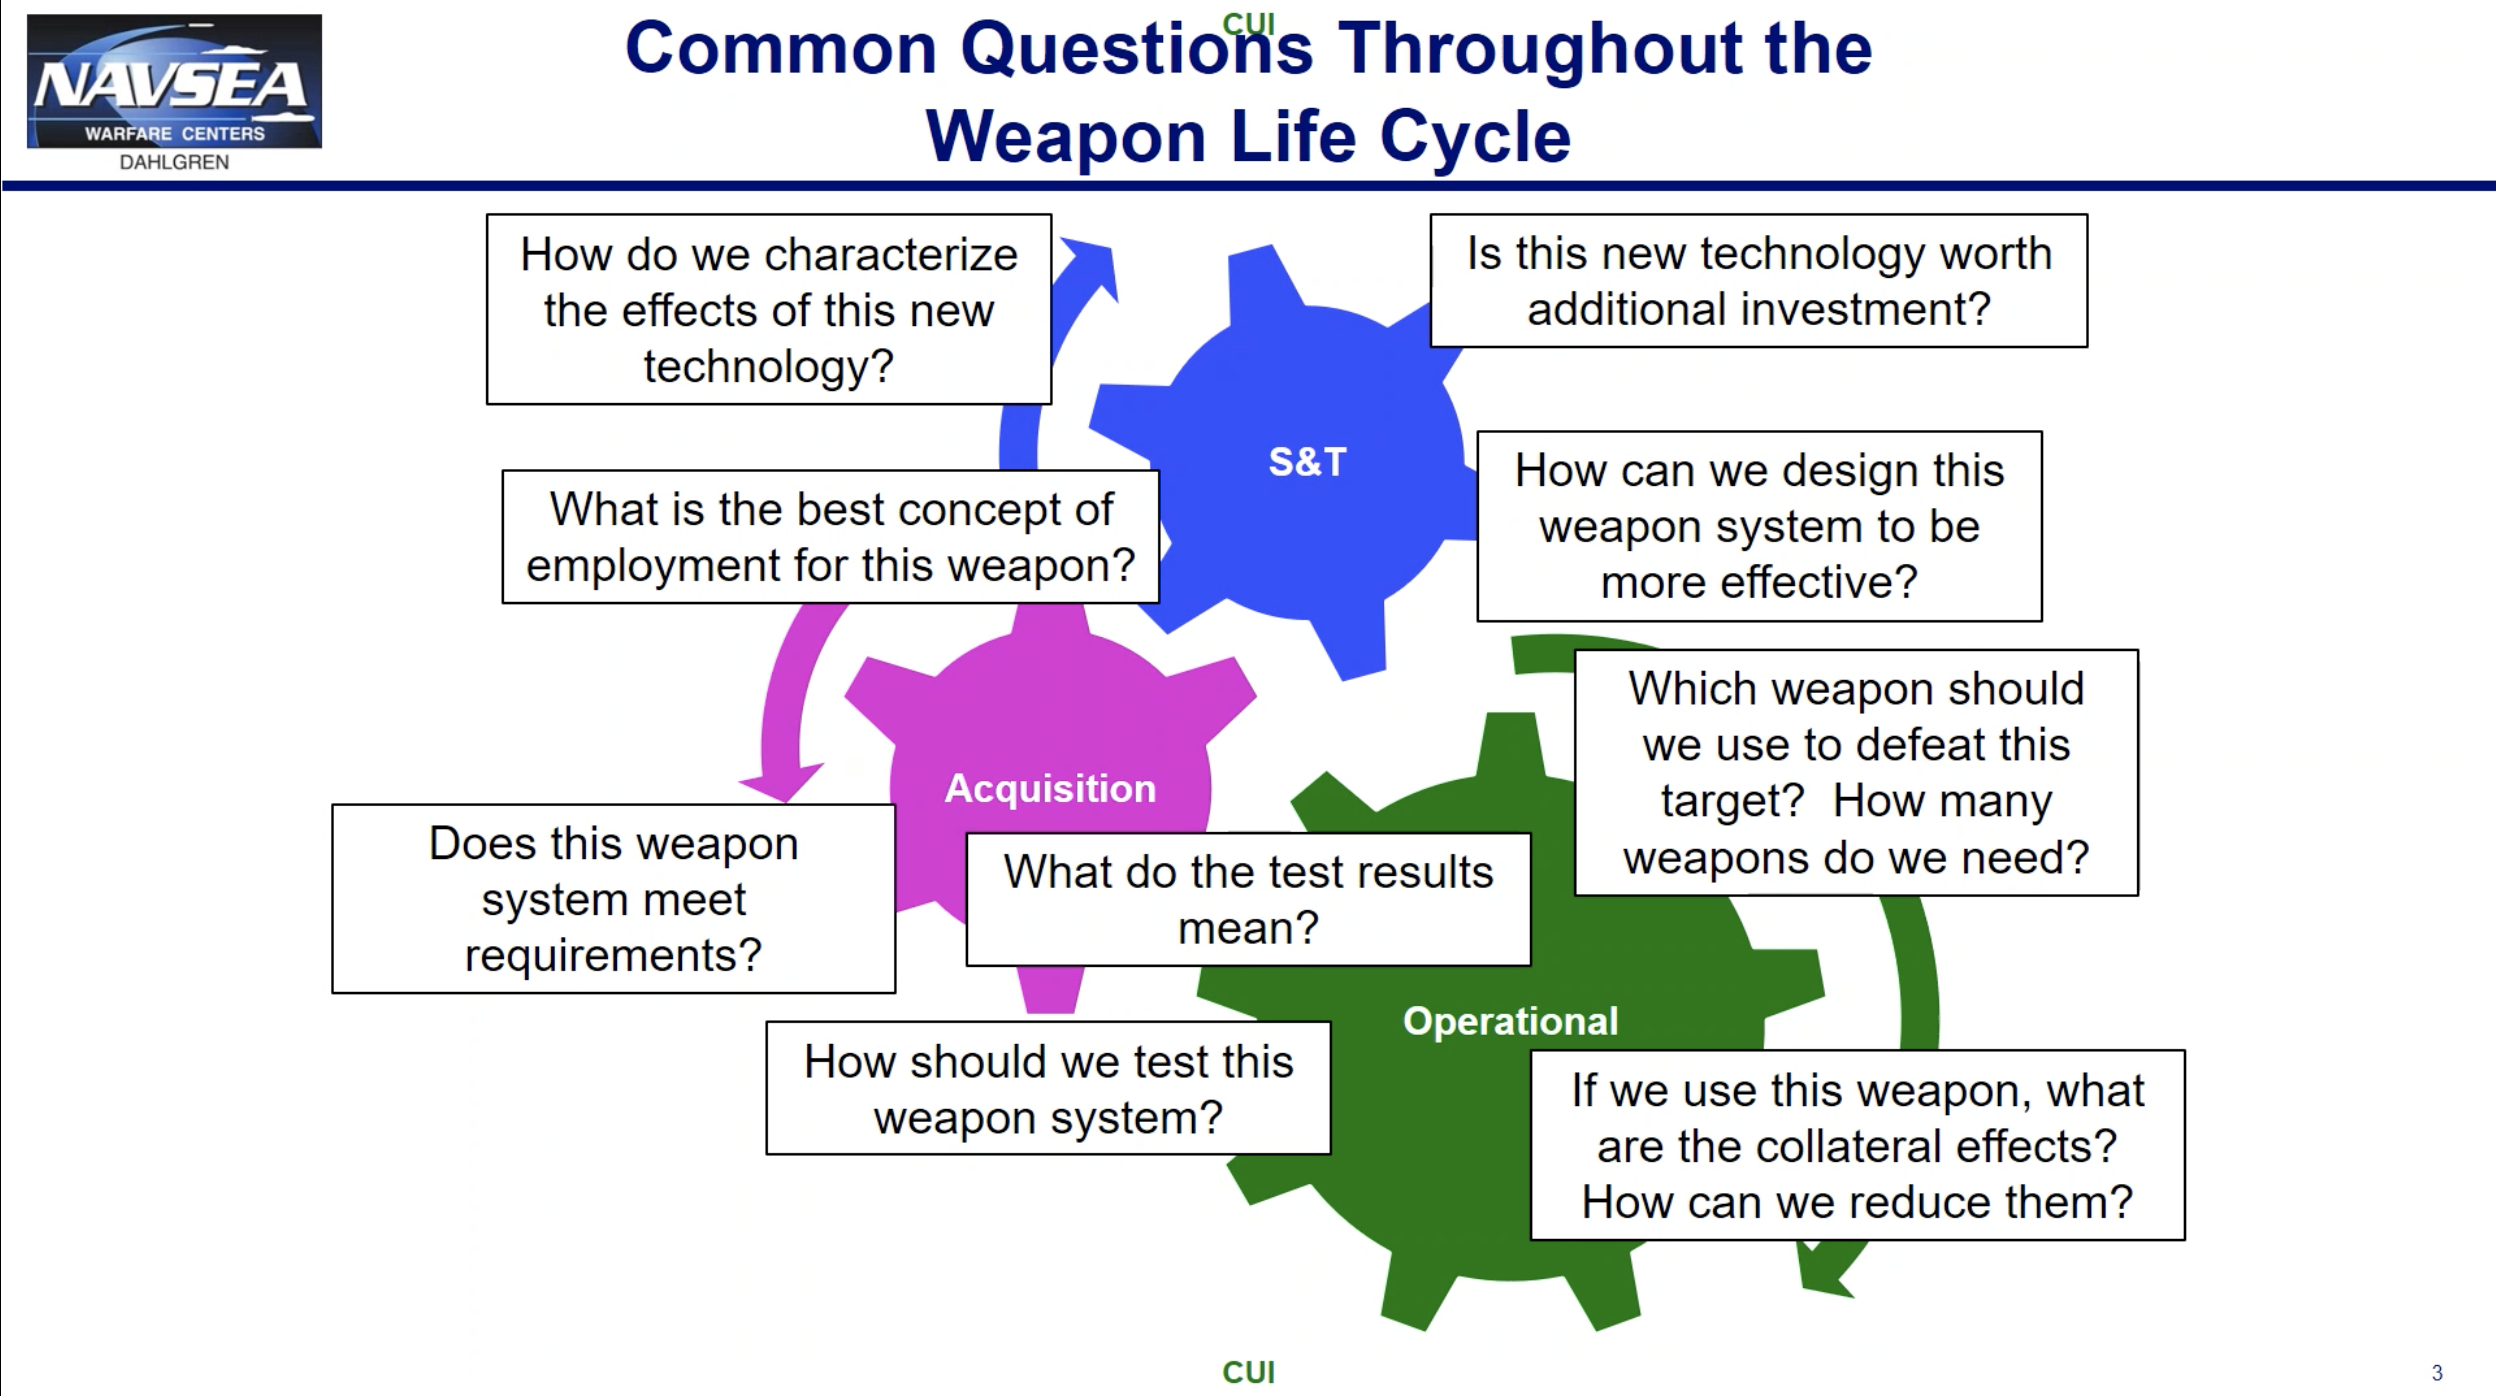 CUI
Common Questions Throughout the
Weapon Life Cycle
NAVSEA
WARFARE CENTERS
DAHLGREN
How do we characterize
the effects of this new
technology?
Is this new technology worth
additional investment?
S&T
What is the best concept of
employment for this weapon?
How can we design this
weapon system to be
more effective?
Which weapon should
we use to defeat this
target?  How many
weapons do we need?
Acquisition
Does this weapon
system meet
requirements?
What do the test results
mean?
Operational
How should we test this
weapon system?
If we use this weapon, what
are the collateral effects?
How can we reduce them?
CUI
3